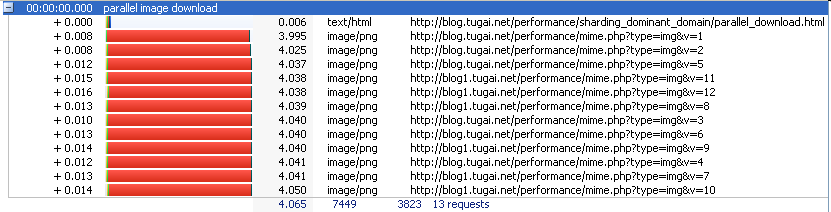 00:00:00.000 parallel image download
+ 0.000 0.006 text/html http://blog.tugai.net/performance/sharding_dominant_domain/parallel_download.html
+ 0.008 3.995 image/png http://blog.tugai.net/performance/mime.php?type=img&v=1
+ 0.008 4.025 image/png http://blog.tugai.net/performance/mime.php?type=img&v=2
+ 0.012 4.037 image/png http://blog.tugai.net/performance/mime.php?type=img&v=5
+ 0.015 4.038 image/png http://blog1.tugai.net/performance/mime.php?type=img&v=11
+ 0.016 4.038 image/png http://blog1.tugai.net/performance/mime.php?type=img&v=12
+ 0.013 4.039 image/png http://blog1.tugai.net/performance/mime.php?type=img&v=8
+ 0.010 4.040 image/png http://blog.tugai.net/performance/mime.php?type=img&v=3
+ 0.013 4.040 image/png http://blog.tugai.net/performance/mime.php?type=img&v=6
+ 0.014 4.040 image/png http://blog1.tugai.net/performance/mime.php?type=img&v=9
+ 0.012 4.041 image/png http://blog.tugai.net/performance/mime.php?type=img&v=4
+ 0.013 4.041 image/png http://blog1.tugai.net/performance/mime.php?type=img&v=7
+ 0.014 4.050 image/png http://blog1.tugai.net/performance/mime.php?type=img&v=10
4.065 7449 3823 13 requests